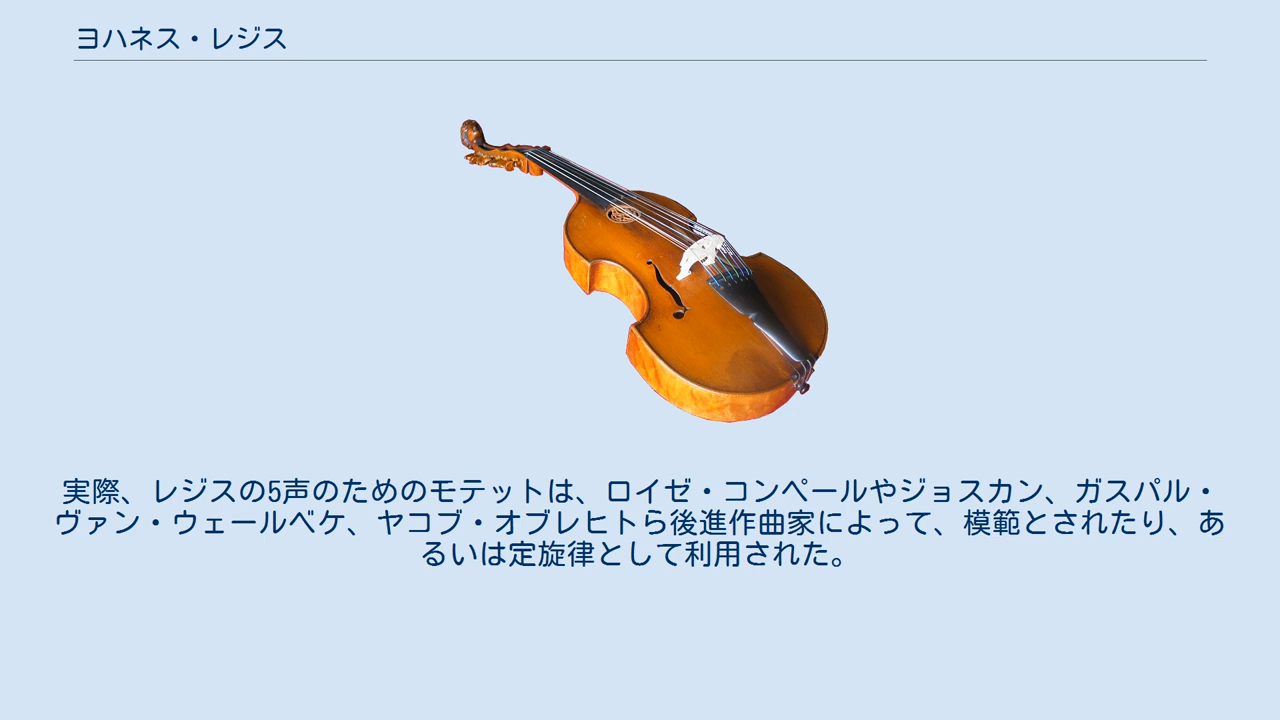 ヨハネス・レジス
実際、レジスの5声のためのモテットは、ロイゼ・コンペールやジョスカン、ガスパル・
ヴァン・ウェールベケ、ヤコブ・オブレヒトら後進作曲家によって、模範とされたり、あ
るいは定旋律として利用された。